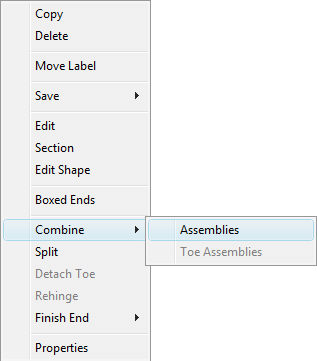 Copy
Delete
Move Label
Save
Edit
Section
Edit Shape
Boxed Ends
Combine
Assemblies
Split
Toe Assemblies
Detach Toe
Rehinge
Finish End
Properties